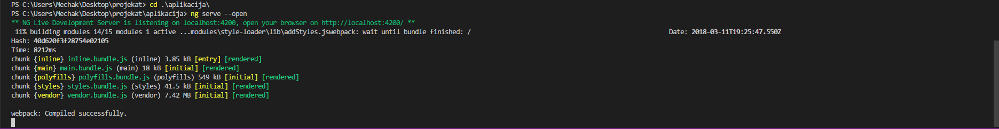 PS C:\Users\Mechak\Desktop\projekat> cd .\aplikacija\
PS C:\Users\Mechak\Desktop\projekat\aplikacija> ng serve --open
** NG Live Development Server is listening on localhost:4200, open your browser on http://localhost:4200/ **
11% building modules 14/15 modules 1 active ...modules\style-loader\lib\addStyles.jswebpack: wait until bundle finished: / Date: 2018-03-11T19:25:47.550Z
Hash: 40d620f3f28754e02105
Time: 8212ms
chunk {inline} inline.bundle.js (inline) 3.85 kB [entry] [rendered]
chunk {main} main.bundle.js (main) 18 kB [initial] [rendered]
chunk {polyfills} polyfills.bundle.js (polyfills) 549 kB [initial] [rendered]
chunk {styles} styles.bundle.js (styles) 41.5 kB [initial] [rendered]
chunk {vendor} vendor.bundle.js (vendor) 7.42 MB [initial] [rendered]
webpack: Compiled successfully.